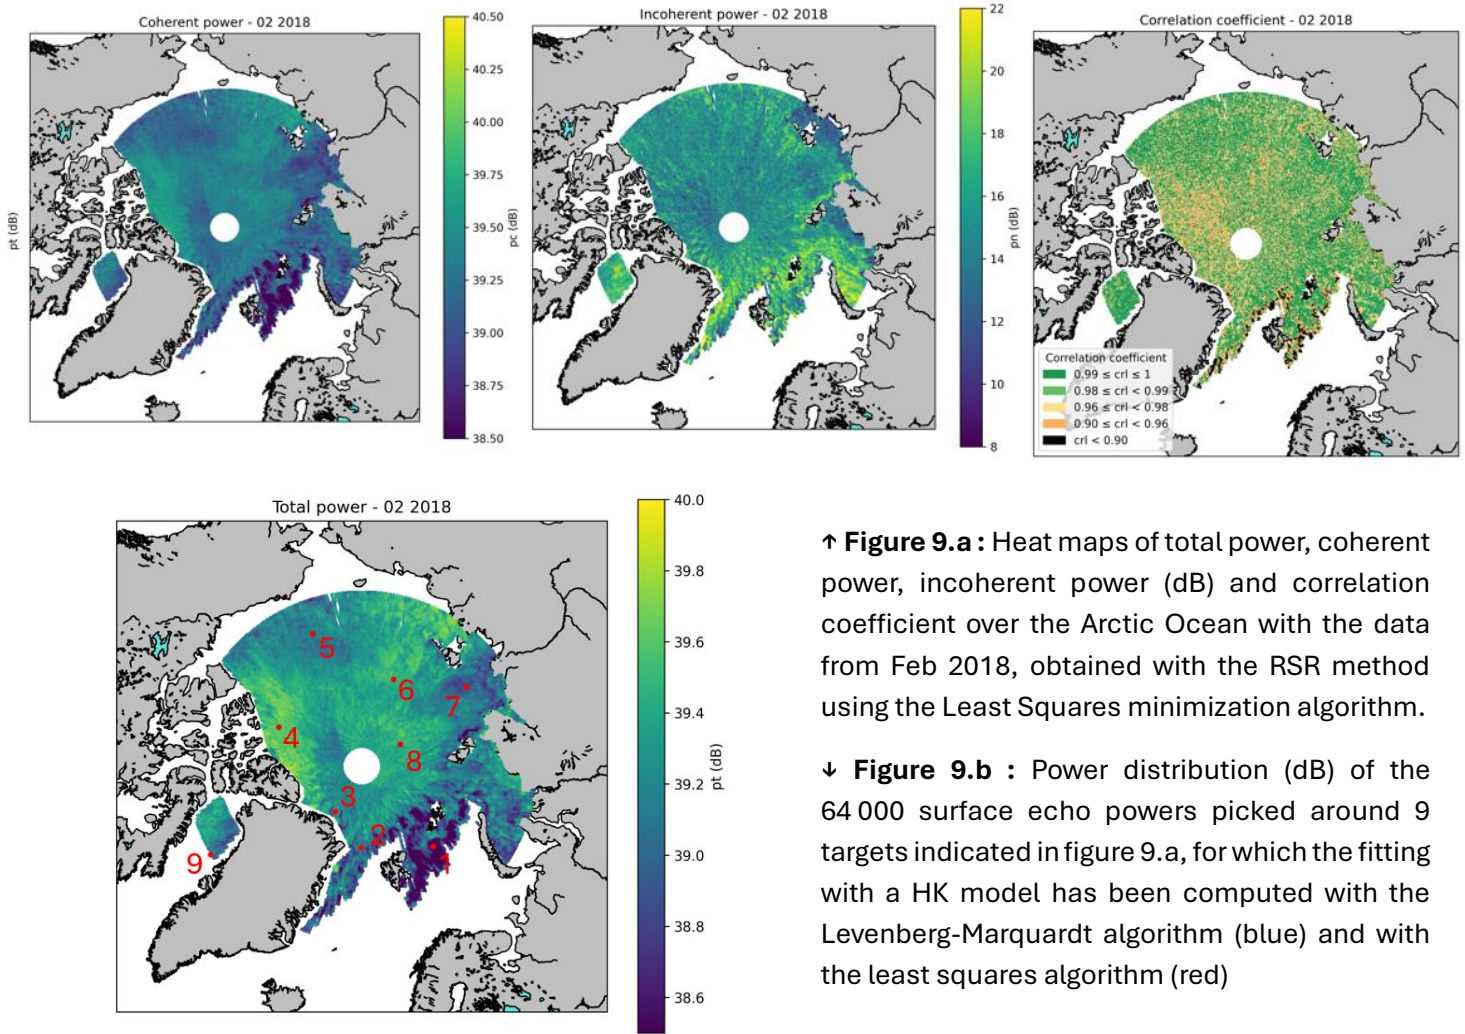 Coherent power - 02 2018
40.50
40.25
40.00
39.75
39.50
39.25
39.00
38.75
38.50
pt (dB)
pc (dB)
Incoherent power - 02 2018
22
20
18
16
14
12
10
8
pn (dB)
Correlation coefficient - 02 2018
Correlation coefficient
0.99 ≤ crl ≤ 1
0.98 ≤ crl < 0.99
0.96 ≤ crl < 0.98
0.90 ≤ crl < 0.96
crl < 0.90
Total power - 02 2018
5
6
7
4
8
3
2
1
9
40.0
39.8
39.6
39.4
39.2
39.0
38.8
38.6
pt (dB)
↑ Figure 9.a : Heat maps of total power, coherent
power, incoherent power (dB) and correlation
coefficient over the Arctic Ocean with the data
from Feb 2018, obtained with the RSR method
using the Least Squares minimization algorithm.
↓ Figure 9.b : Power distribution (dB) of the
64 000 surface echo powers picked around 9
targets indicated in figure 9.a, for which the fitting
with a HK model has been computed with the
Levenberg-Marquardt algorithm (blue) and with
the least squares algorithm (red)